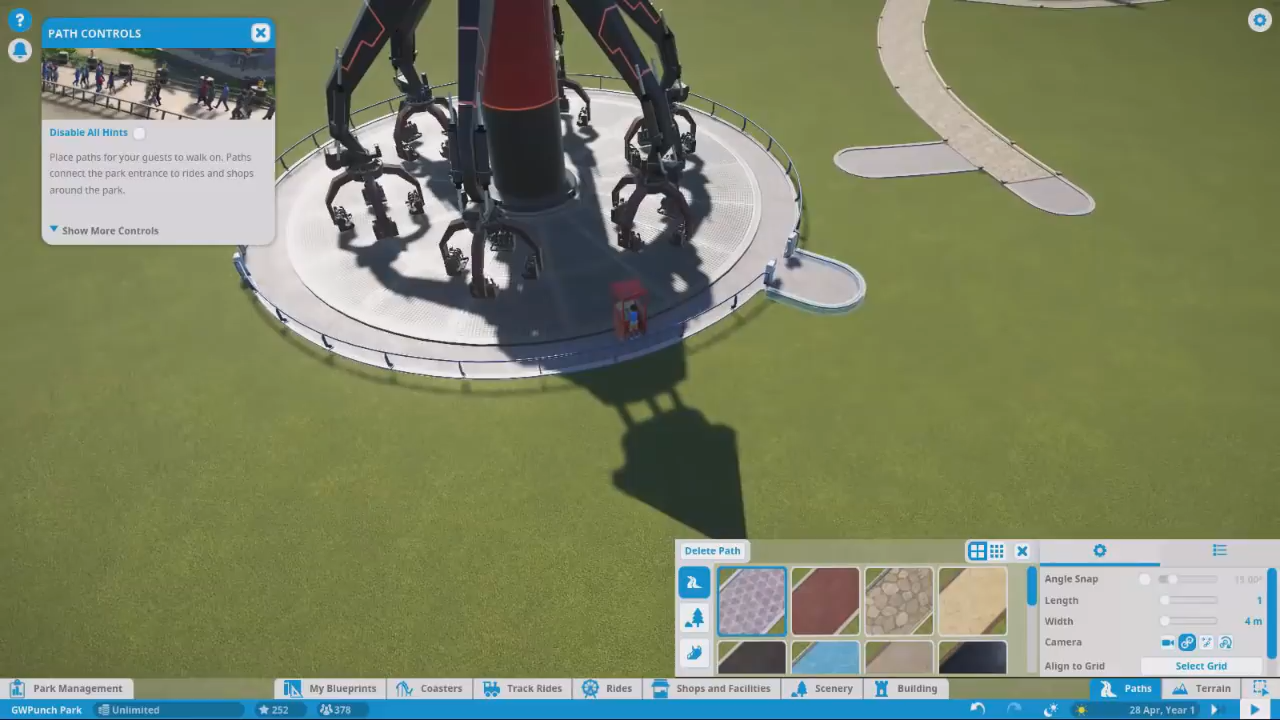 PATH CONTROLS
Disable All Hints
Place paths for your guests to walk on. Paths
connect the park entrance to rides and shops
around the park.
Show More Controls
Delete Path
Angle Snap 15.00°
Length 1
Width 4 m
Camera
Align to Grid Select Grid
Park Management My Blueprints Coasters Track Rides Rides Shops and Facilities Scenery Building Paths Terrain
GWPunch Park Unlimited 252 378 28 Apr, Year 1